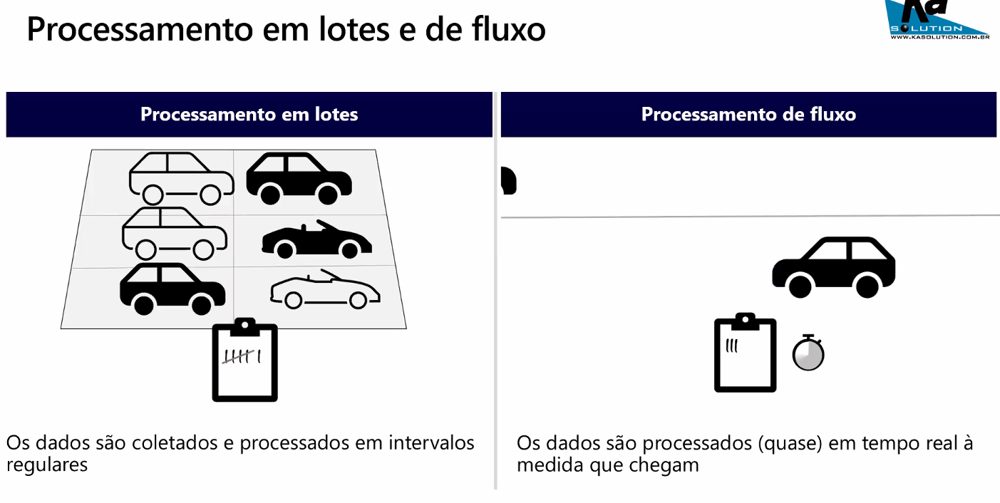 Processamento em lotes e de fluxo
Ka
SOLUTION
WWW.KASOLUTION.COM.BR
Processamento em lotes
Processamento de fluxo
Os dados são coletados e processados em intervalos
regulares
Os dados são processados (quase) em tempo real à
medida que chegam